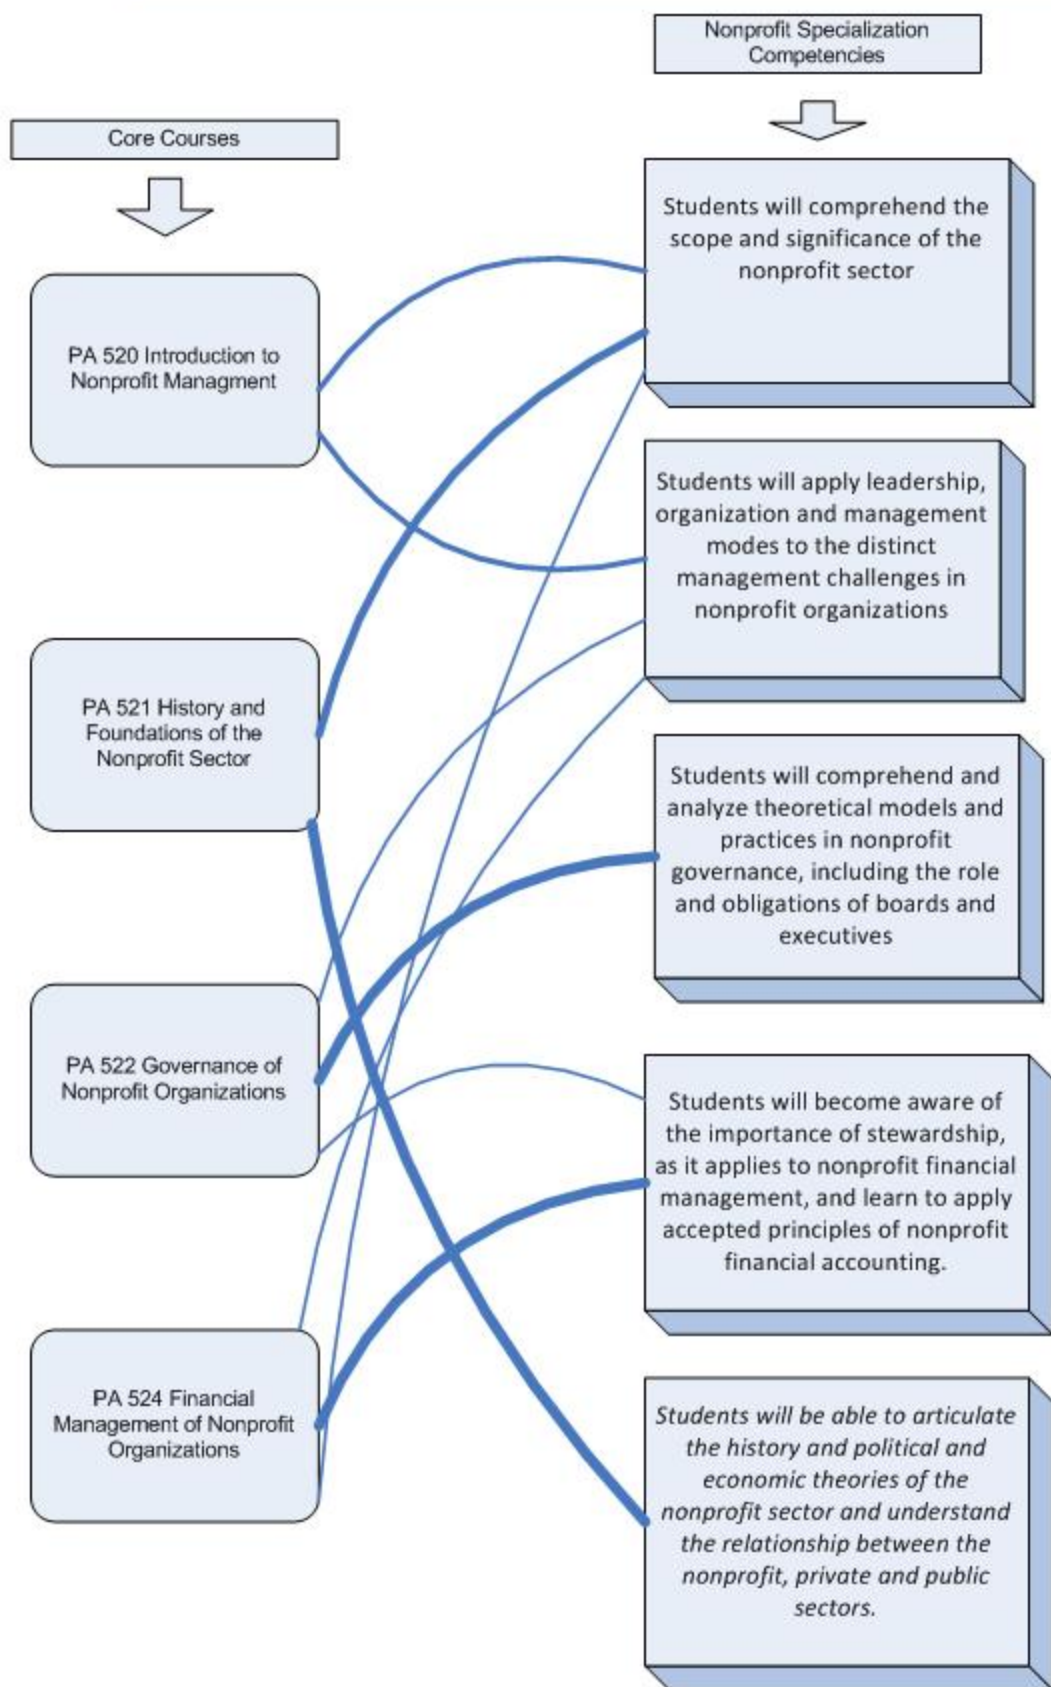 Nonprofit Specialization
Competencies
Core Courses
Students will comprehend the
scope and significance of the
nonprofit sector
PA 520 Introduction to
Nonprofit Managment
Students will apply leadership,
organization and management
modes to the distinct
management challenges in
nonprofit organizations
PA 521 History and
Foundations of the
Nonprofit Sector
Students will comprehend and
analyze theoretical models and
practices in nonprofit
governance, including the role
and obligations of boards and
executives
PA 522 Governance of
Nonprofit Organizations
Students will become aware of
the importance of stewardship,
as it applies to nonprofit financial
management, and learn to apply
accepted principles of nonprofit
financial accounting.
PA 524 Financial
Management of Nonprofit
Organizations
Students will be able to articulate
the history and political and
economic theories of the
nonprofit sector and understand
the relationship between the
nonprofit, private and public
sectors.